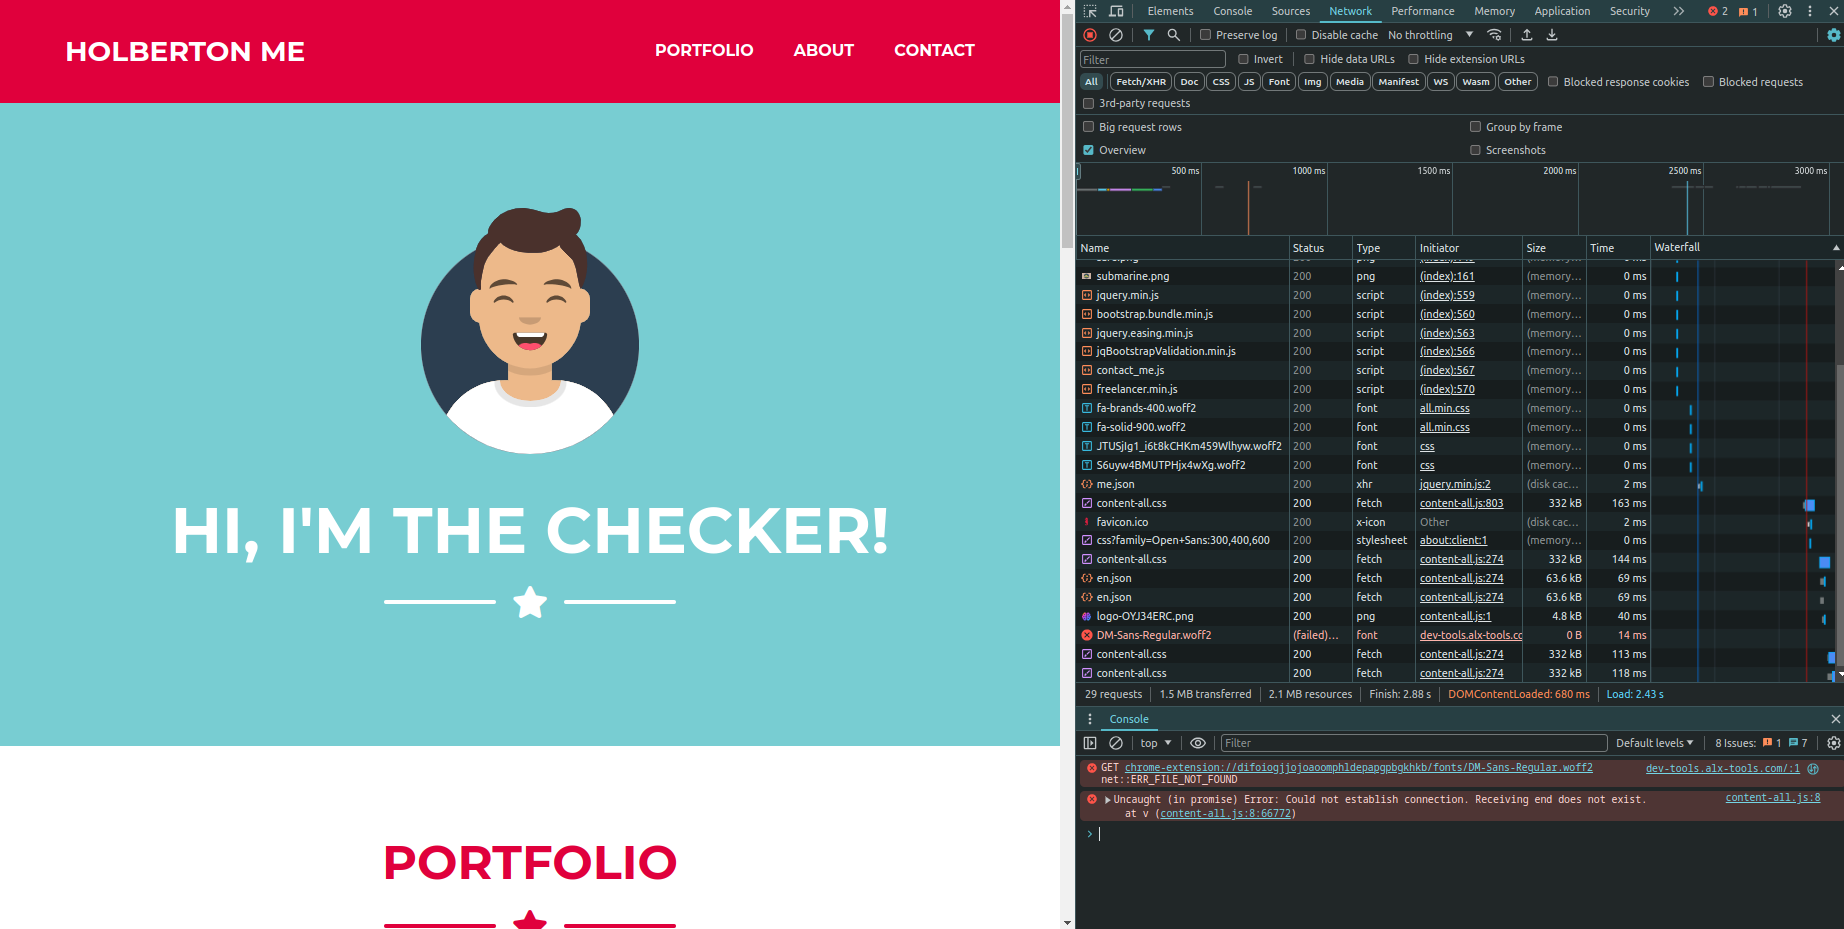 HOLBERTON ME
PORTFOLIO ABOUT CONTACT
HI, I'M THE CHECKER!
PORTFOLIO
Elements Console Sources Network Performance Memory Application Security 2 1
Preserve log Disable cache No throttling
Filter Invert Hide data URLs Hide extension URLs
All Fetch/XHR Doc CSS JS Font Img Media Manifest WS Wasm Other Blocked response cookies Blocked requests
3rd-party requests
Big request rows Group by frame
Overview Screenshots
500 ms 1000 ms 1500 ms 2000 ms 2500 ms 3000 ms
Name Status Type Initiator Size Time Waterfall
submarine.png 200 png (index):161 (memory... 0 ms
jquery.min.js 200 script (index):559 (memory... 0 ms
bootstrap.bundle.min.js 200 script (index):560 (memory... 0 ms
jquery.easing.min.js 200 script (index):563 (memory... 0 ms
jqBootstrapValidation.min.js 200 script (index):566 (memory... 0 ms
contact_me.js 200 script (index):567 (memory... 0 ms
freelancer.min.js 200 script (index):570 (memory... 0 ms
fa-brands-400.woff2 200 font all.min.css (memory... 0 ms
fa-solid-900.woff2 200 font all.min.css (memory... 0 ms
JTUSjIg1_i6t8kCHKm459Wlhyw.woff2 200 font css (memory... 0 ms
S6uyw4BMUTPHjx4wXg.woff2 200 font css (memory... 0 ms
me.json 200 xhr jquery.min.js:2 (disk cac... 2 ms
content-all.css 200 fetch content-all.js:803 332 kB 163 ms
favicon.ico 200 x-icon Other (disk cac... 2 ms
css?family=Open+Sans:300,400,600 200 stylesheet about:client:1 (memory... 0 ms
content-all.css 200 fetch content-all.js:274 332 kB 144 ms
en.json 200 fetch content-all.js:274 63.6 kB 69 ms
en.json 200 fetch content-all.js:274 63.6 kB 69 ms
logo-OYJ34ERC.png 200 png content-all.js:1 4.8 kB 40 ms
DM-Sans-Regular.woff2 (failed)... font dev-tools.alx-tools.co 0 B 14 ms
content-all.css 200 fetch content-all.js:274 332 kB 113 ms
content-all.css 200 fetch content-all.js:274 332 kB 118 ms
29 requests 1.5 MB transferred 2.1 MB resources Finish: 2.88 s DOMContentLoaded: 680 ms Load: 2.43 s
Console
top Filter Default levels 8 Issues: 1 7
GET chrome-extension://difoiogjjojoaoomphldepapgpbgkhkb/fonts/DM-Sans-Regular.woff2 dev-tools.alx-tools.com/:1
net::ERR_FILE_NOT_FOUND
Uncaught (in promise) Error: Could not establish connection. Receiving end does not exist. content-all.js:8
at v (content-all.js:8:66772)